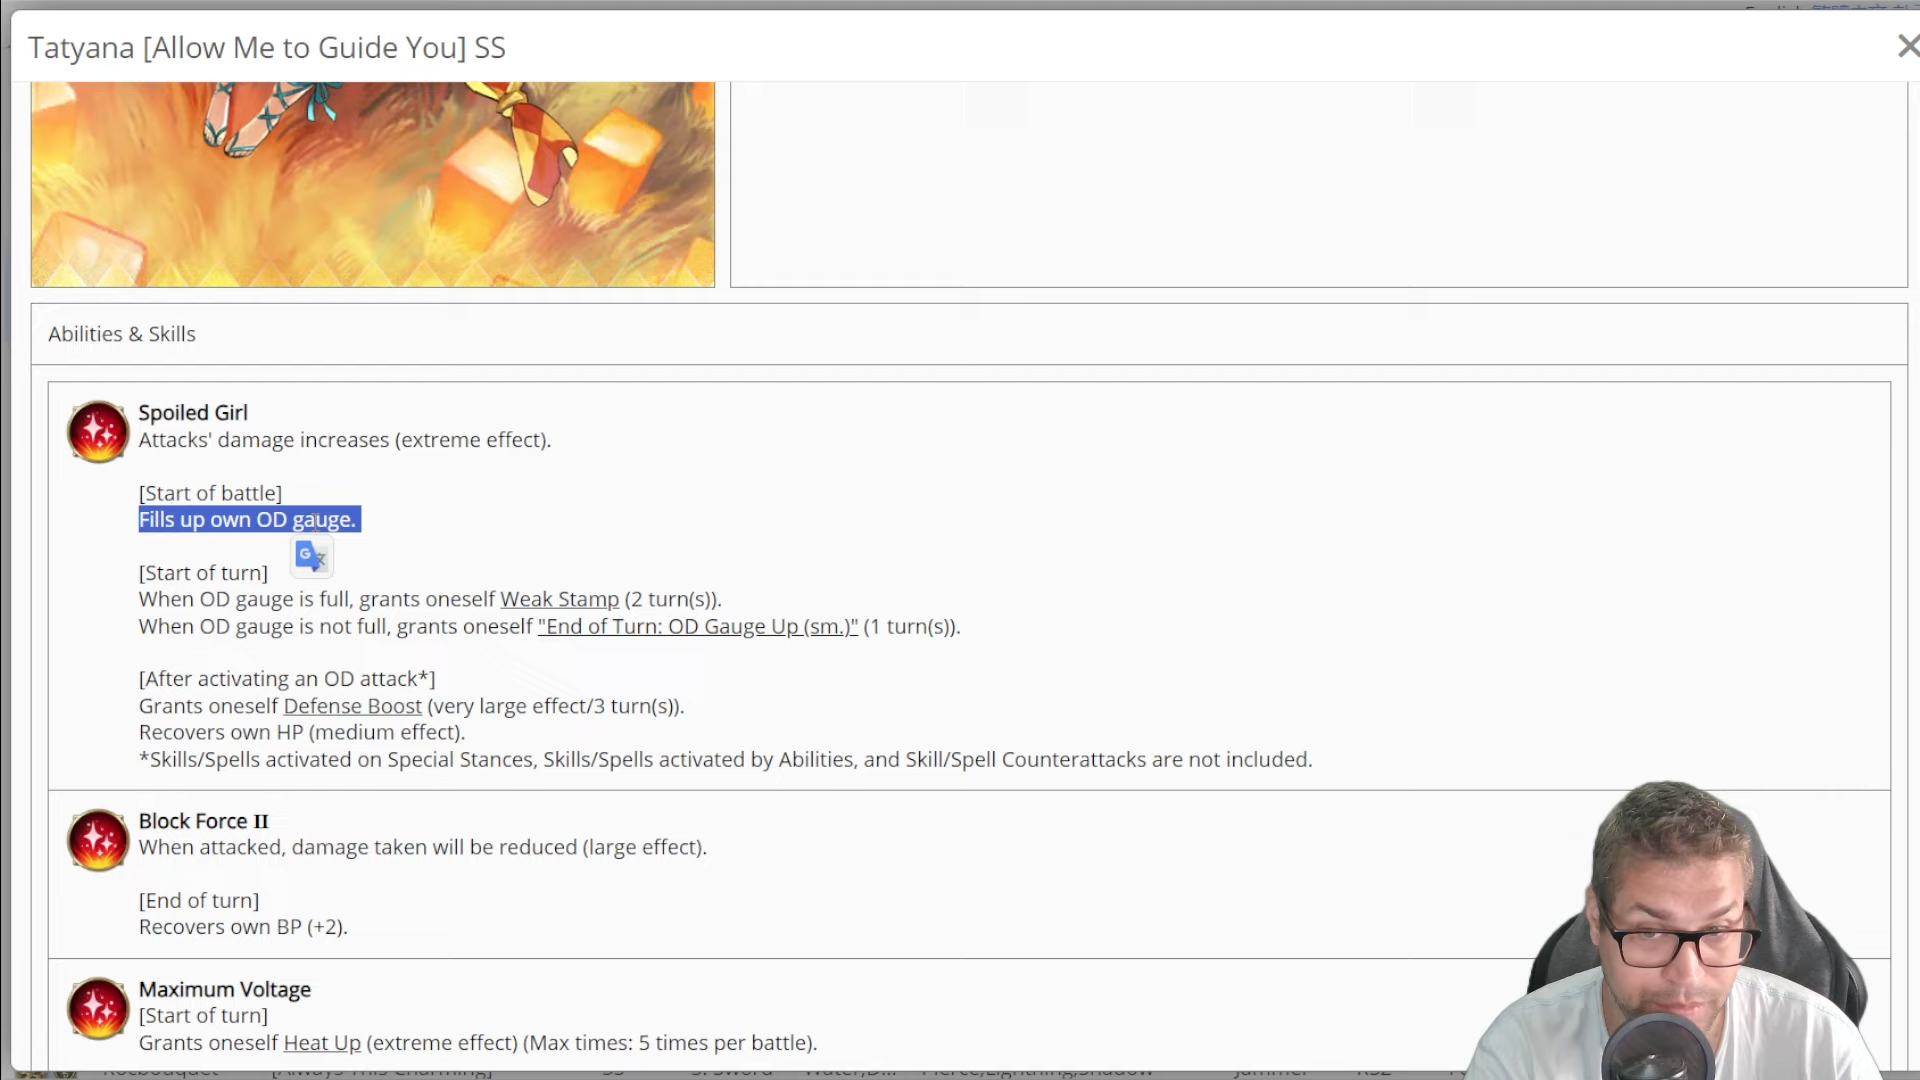 Tatyana [Allow Me to Guide You] SS
Abilities & Skills
Spoiled Girl
Attacks' damage increases (extreme effect).
[Start of battle]
Fills up own OD gauge.
[Start of turn]
When OD gauge is full, grants oneself Weak Stamp (2 turn(s)).
When OD gauge is not full, grants oneself "End of Turn: OD Gauge Up (sm.)" (1 turn(s)).
[After activating an OD attack*]
Grants oneself Defense Boost (very large effect/3 turn(s)).
Recovers own HP (medium effect).
*Skills/Spells activated on Special Stances, Skills/Spells activated by Abilities, and Skill/Spell Counterattacks are not included.
Block Force II
When attacked, damage taken will be reduced (large effect).
[End of turn]
Recovers own BP (+2).
Maximum Voltage
[Start of turn]
Grants oneself Heat Up (extreme effect) (Max times: 5 times per battle).